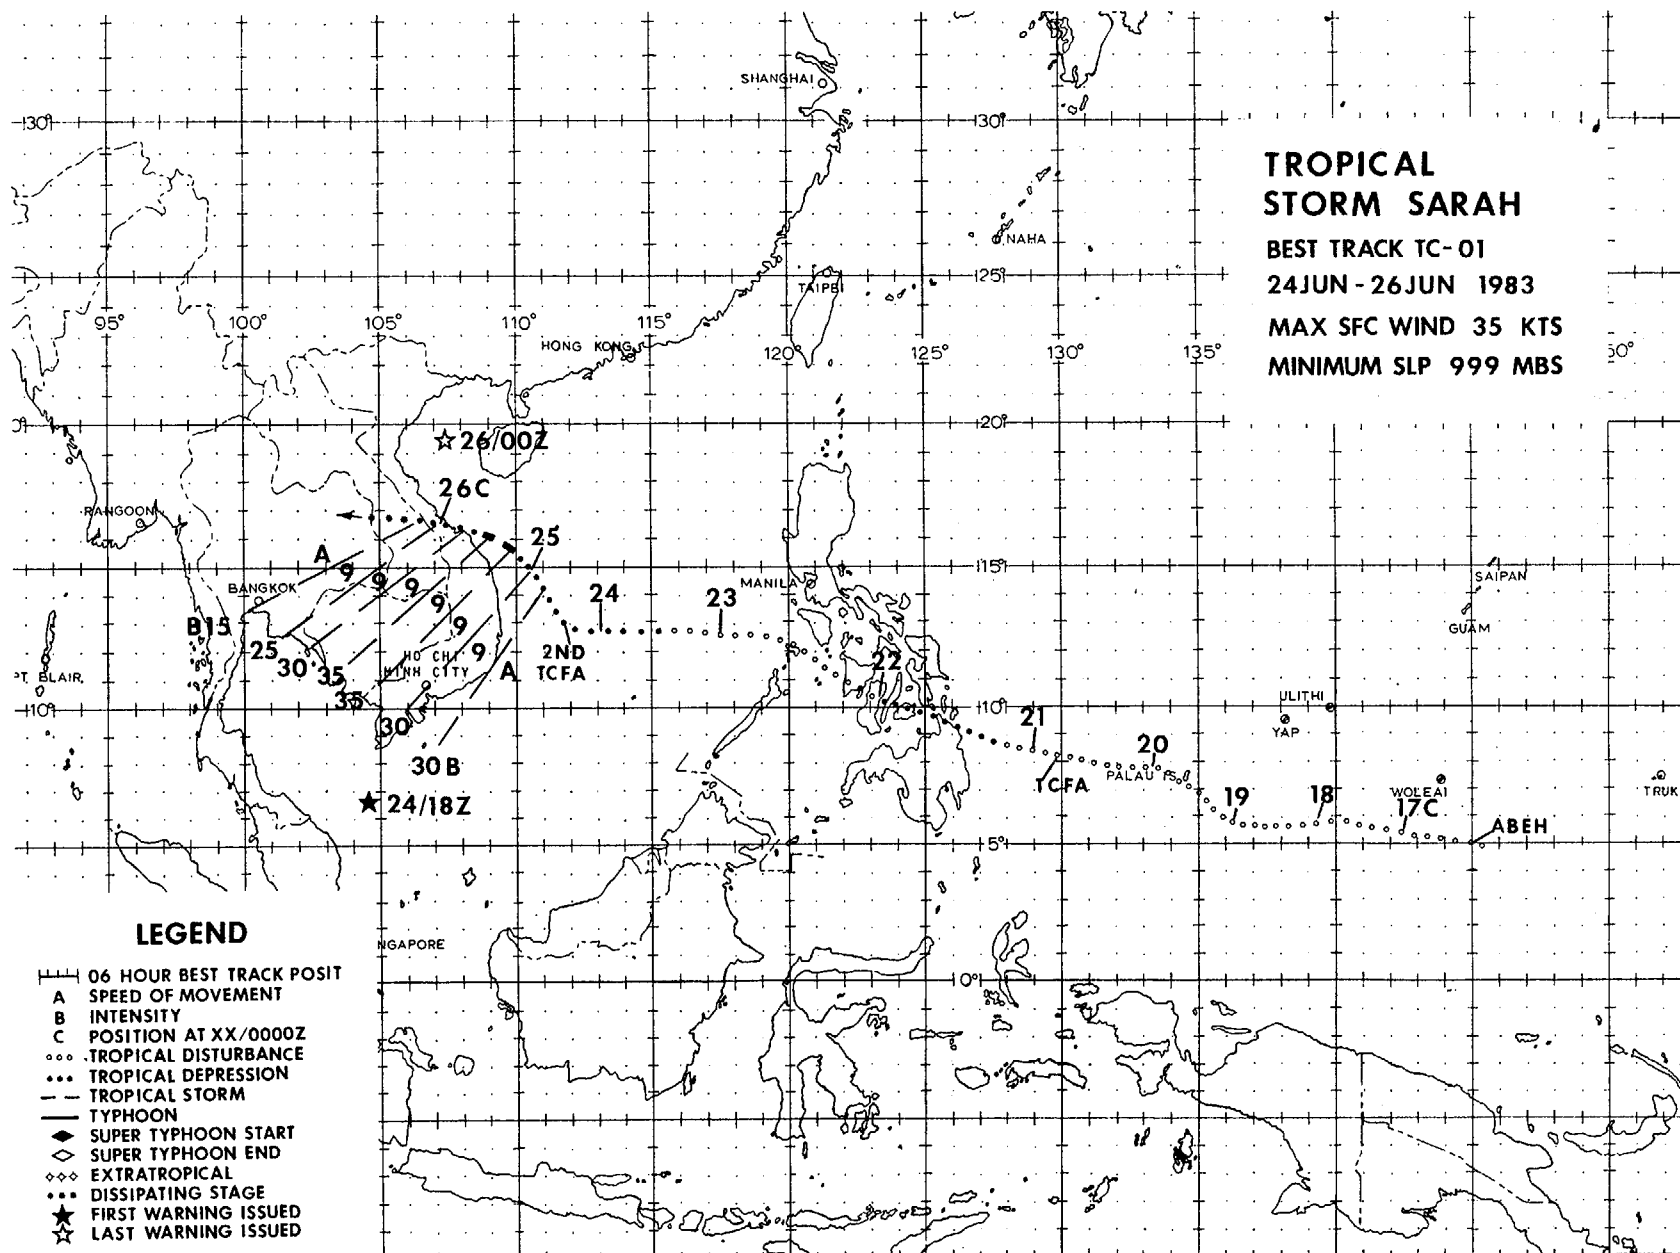 SHANGHAI
30°
30°
TROPICAL
STORM SARAH
BEST TRACK TC-01
24JUN-26JUN 1983
MAX SFC WIND 35 KTS
MINIMUM SLP 999 MBS
NAHA
25°
TAIPEI
95°
100°
105°
110°
115°
120°
125°
130°
135°
HONG KONG
20°
☆26/00Z
26C
RANGOON
25
A
15°
BANGKOK
MANILA
SAIPAN
GUAM
9
9
9
9
9
9
24
23
B15
25
30
35
35
30
30B
HO CHI
MINH CITY
A
2ND
TCFA
22
PT. BLAIR
10°
10°
21
20
ULITHI
YAP
TCFA
PALAU IS.
19
18
WOLEAI
17C
TRUK
ABEH
★24/18Z
5°
NGAPORE
0°
LEGEND
06 HOUR BEST TRACK POSIT
A SPEED OF MOVEMENT
B INTENSITY
C POSITION AT XX/0000Z
TROPICAL DISTURBANCE
TROPICAL DEPRESSION
TROPICAL STORM
TYPHOON
SUPER TYPHOON START
SUPER TYPHOON END
EXTRATROPICAL
DISSIPATING STAGE
FIRST WARNING ISSUED
LAST WARNING ISSUED